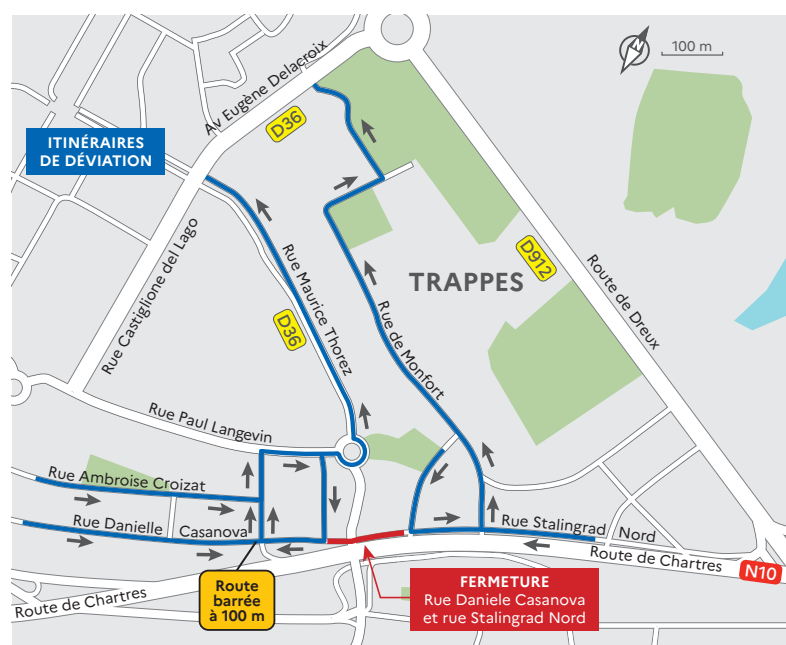 100 m
Av Eugène Delacroix
D36
ITINÉRAIRES
DE DÉVIATION
Rue Castiglione del Lago
Rue Maurice Thorez
D36
TRAPPES
D912
Route de Dreux
Rue de Monfort
Rue Paul Langevin
Rue Ambroise Croizat
Rue Danielle Casanova
Rue Stalingrad Nord
Route de Chartres
N10
Route
barrée
à 100 m
FERMETURE
Rue Daniele Casanova
et rue Stalingrad Nord
Route de Chartres